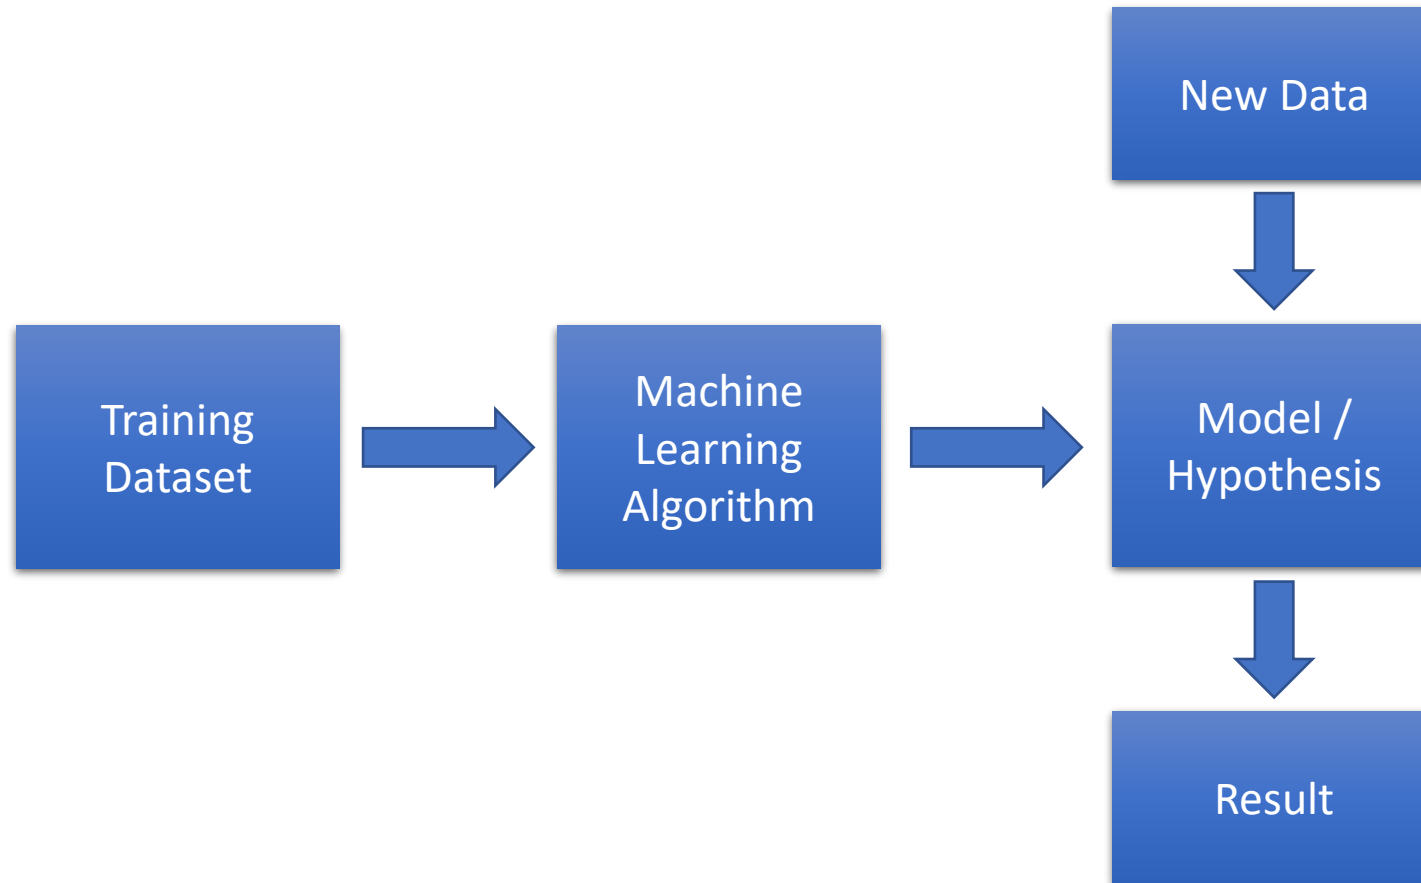 New Data
Training
Dataset
Machine
Learning
Algorithm
Model /
Hypothesis
Result